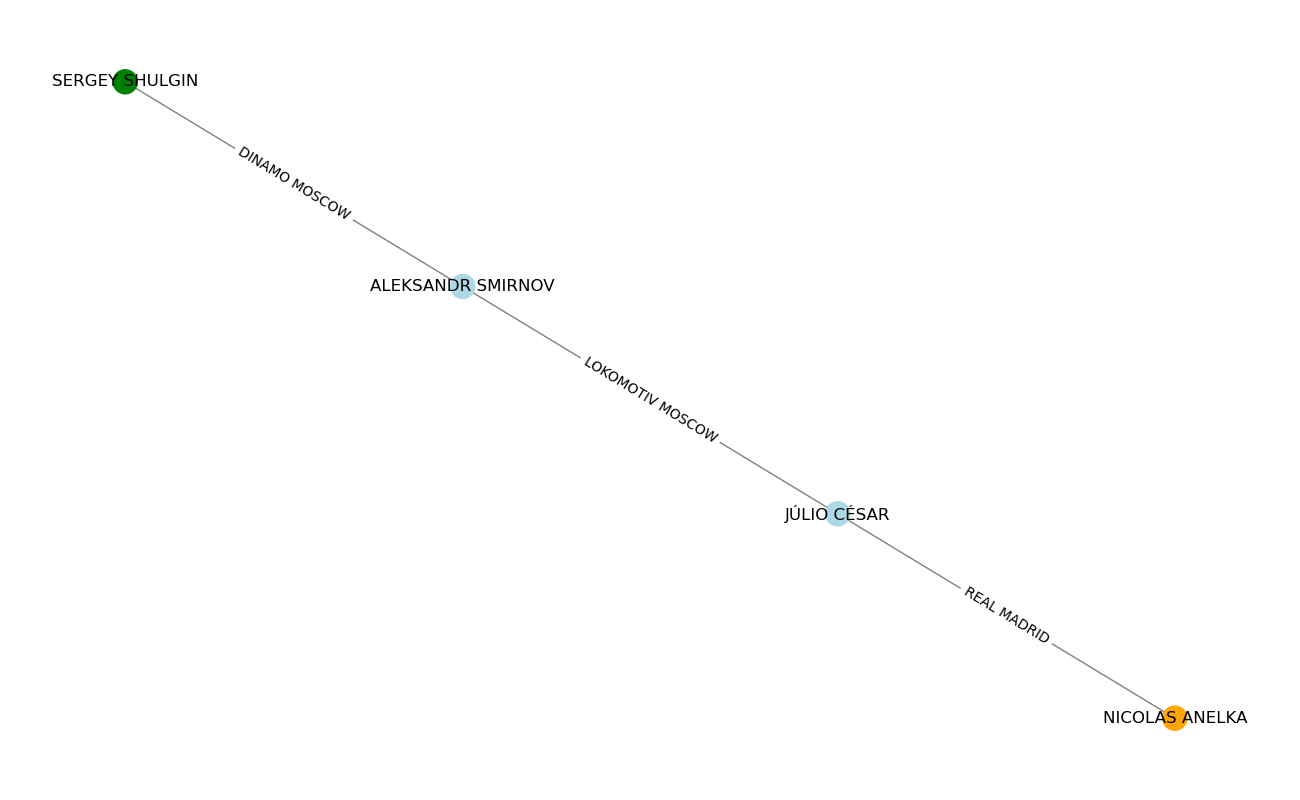 SERGEY SHULGIN
DINAMO MOSCOW
ALEKSANDR SMIRNOV
LOKOMOTIV MOSCOW
JÚLIO CÉSAR
REAL MADRID
NICOLAS ANELKA